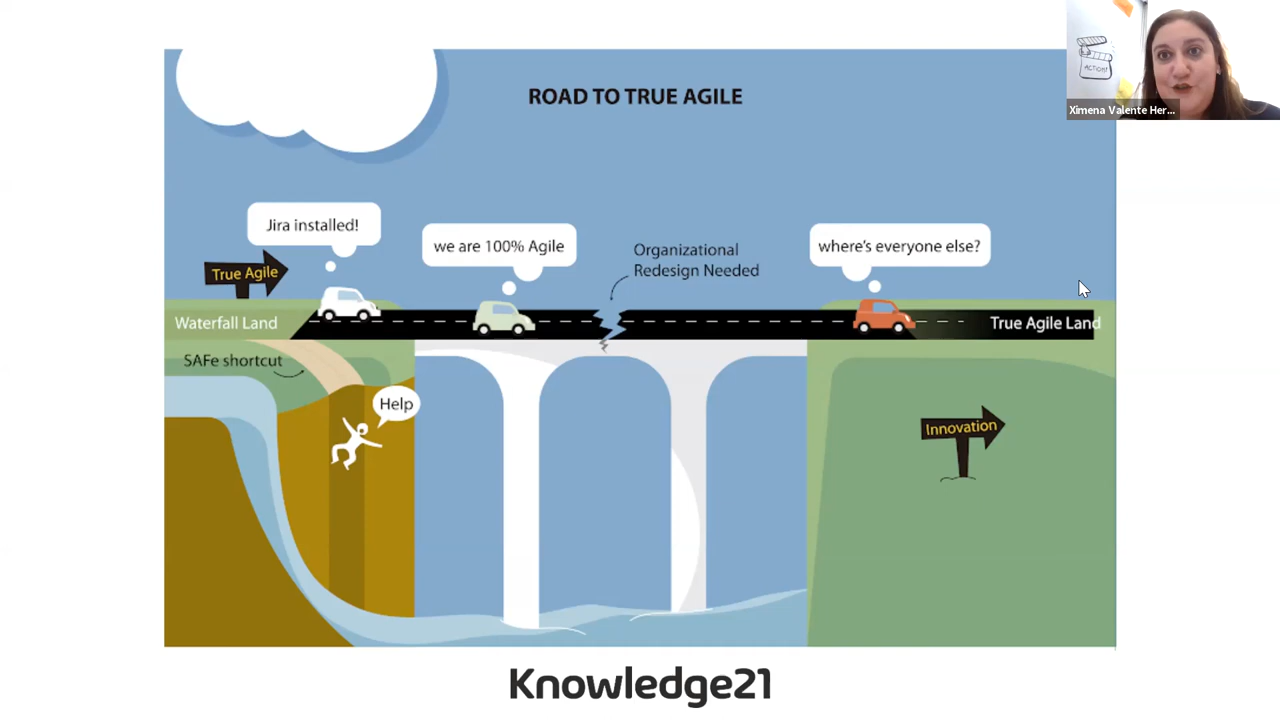 ACTION!
Ximena Valente Her...
ROAD TO TRUE AGILE
Jira installed!
we are 100% Agile
Organizational
Redesign Needed
where's everyone else?
True Agile
Waterfall Land
True Agile Land
SAFe shortcut
Help
Innovation
Knowledge21